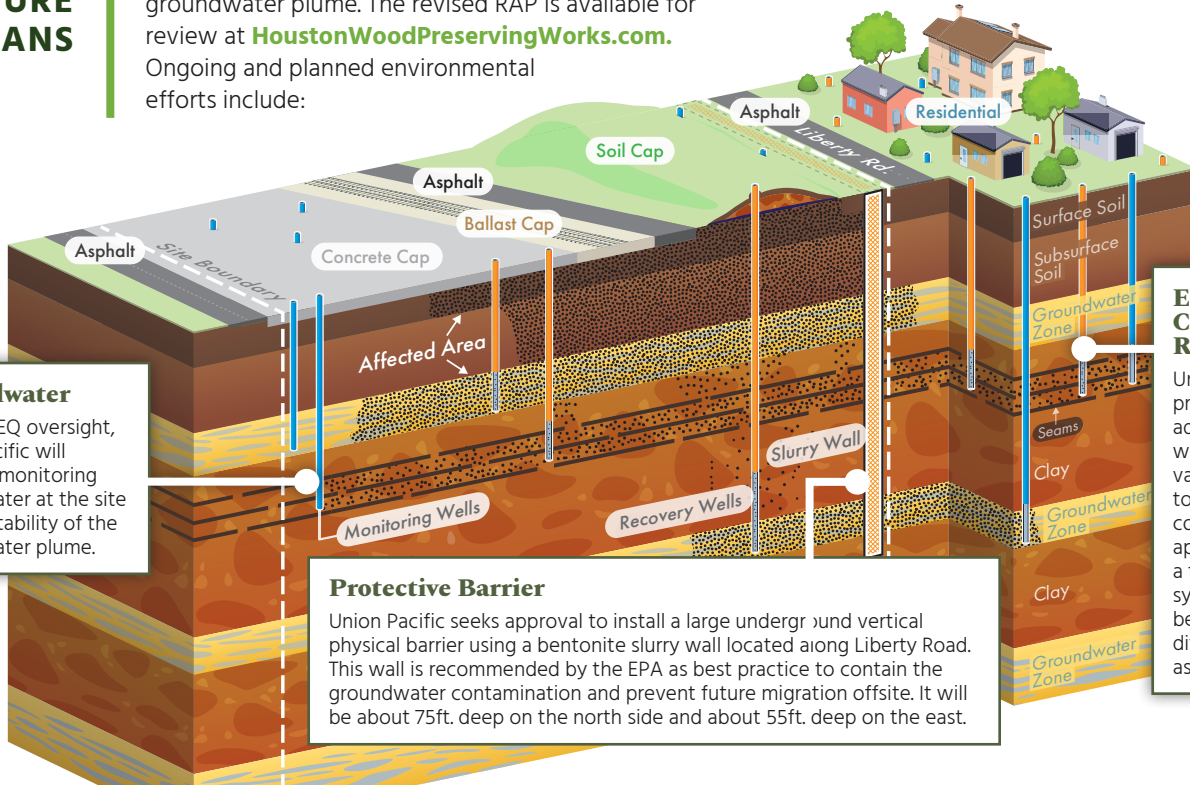 URE
ANS
groundwater plume. The revised RAP is available for
review at HoustonWoodPreservingWorks.com.
Ongoing and planned environmental
efforts include:
Asphalt
Residential
Liberty Rd.
Soil Cap
Asphalt
Ballast Cap
Concrete Cap
Asphalt
Site Boundary
Surface Soil
Subsurface
Soil
Groundwater
Zone
Affected Area
Seams
Slurry Wall
Clay
Recovery Wells
Monitoring Wells
Groundwater
Zone
Clay
Groundwater
Zone
lwater
EQ oversight,
cific will
monitoring
ater at the site
tability of the
ater plume.
Protective Barrier
Union Pacific seeks approval to install a large underground vertical
physical barrier using a bentonite slurry wall located along Liberty Road.
This wall is recommended by the EPA as best practice to contain the
groundwater contamination and prevent future migration offsite. It will
be about 75ft. deep on the north side and about 55ft. deep on the east.
E
C
R
Un
pr
ac
w
va
to
co
ap
a
sy
be
di
as